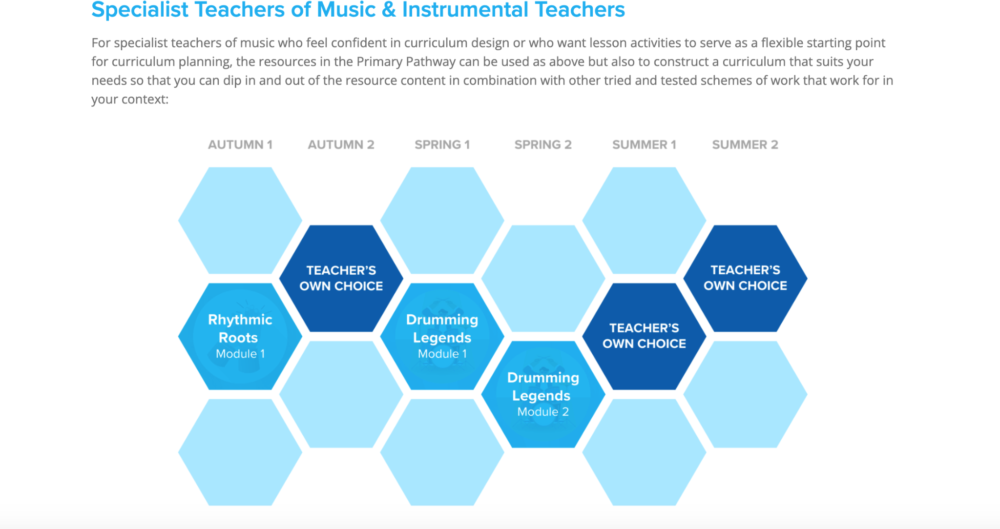 Specialist Teachers of Music & Instrumental Teachers
For specialist teachers of music who feel confident in curriculum design or who want lesson activities to serve as a flexible starting point
for curriculum planning, the resources in the Primary Pathway can be used as above but also to construct a curriculum that suits your
needs so that you can dip in and out of the resource content in combination with other tried and tested schemes of work that work for in
your context:
AUTUMN 1 AUTUMN 2 SPRING 1 SPRING 2 SUMMER 1 SUMMER 2
Rhythmic
Roots
Module 1
TEACHER’S
OWN CHOICE
Drumming
Legends
Module 1
Drumming
Legends
Module 2
TEACHER’S
OWN CHOICE
TEACHER’S
OWN CHOICE